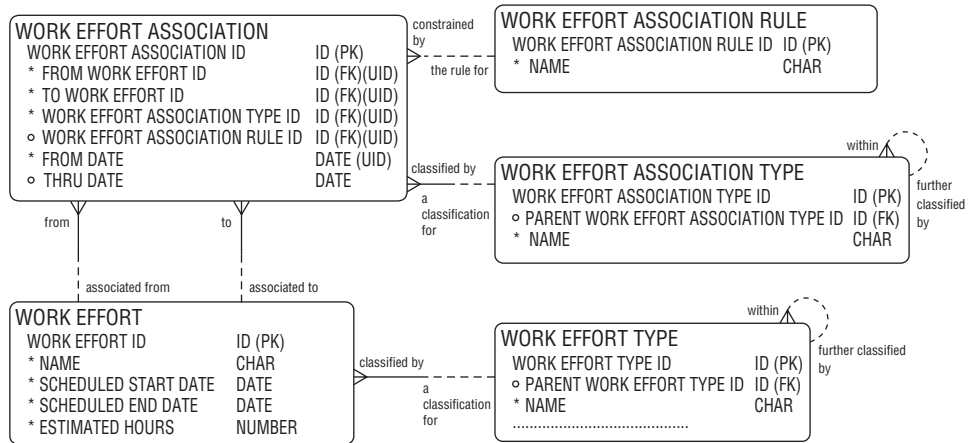 WORK EFFORT ASSOCIATION
WORK EFFORT ASSOCIATION ID ID (PK)
* FROM WORK EFFORT ID ID (FK)(UID)
* TO WORK EFFORT ID ID (FK)(UID)
* WORK EFFORT ASSOCIATION TYPE ID ID (FK)(UID)
o WORK EFFORT ASSOCIATION RULE ID ID (FK)(UID)
* FROM DATE DATE (UID)
o THRU DATE DATE
constrained
by
the rule for
WORK EFFORT ASSOCIATION RULE
WORK EFFORT ASSOCIATION RULE ID ID (PK)
* NAME CHAR
classified by
a
classification
for
within
further
classified
by
WORK EFFORT ASSOCIATION TYPE
WORK EFFORT ASSOCIATION TYPE ID ID (PK)
o PARENT WORK EFFORT ASSOCIATION TYPE ID ID (FK)
* NAME CHAR
from
to
associated from
associated to
WORK EFFORT
WORK EFFORT ID ID (PK)
* NAME CHAR
* SCHEDULED START DATE DATE
* SCHEDULED END DATE DATE
* ESTIMATED HOURS NUMBER
classified by
a
classification
for
within
further classified
by
WORK EFFORT TYPE
WORK EFFORT TYPE ID ID (PK)
o PARENT WORK EFFORT TYPE ID ID (FK)
* NAME CHAR
..........................................